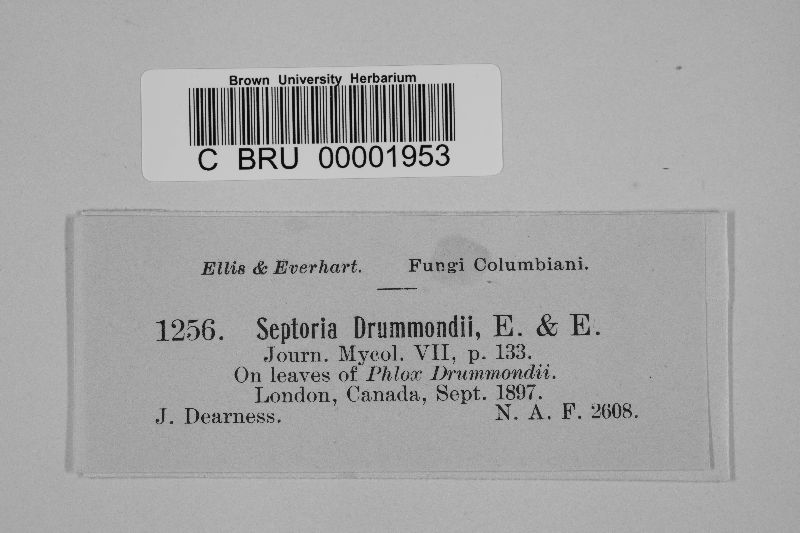 Brown University Herbarium
C BRU 00001953
Ellis & Everhart. Fungi Columbiani.
1256. Septoria Drummondii, E. & E.
Journ. Mycol. VII, p. 133.
On leaves of Phlox Drummondii.
London, Canada, Sept. 1897.
J. Dearness. N. A. F. 2608.